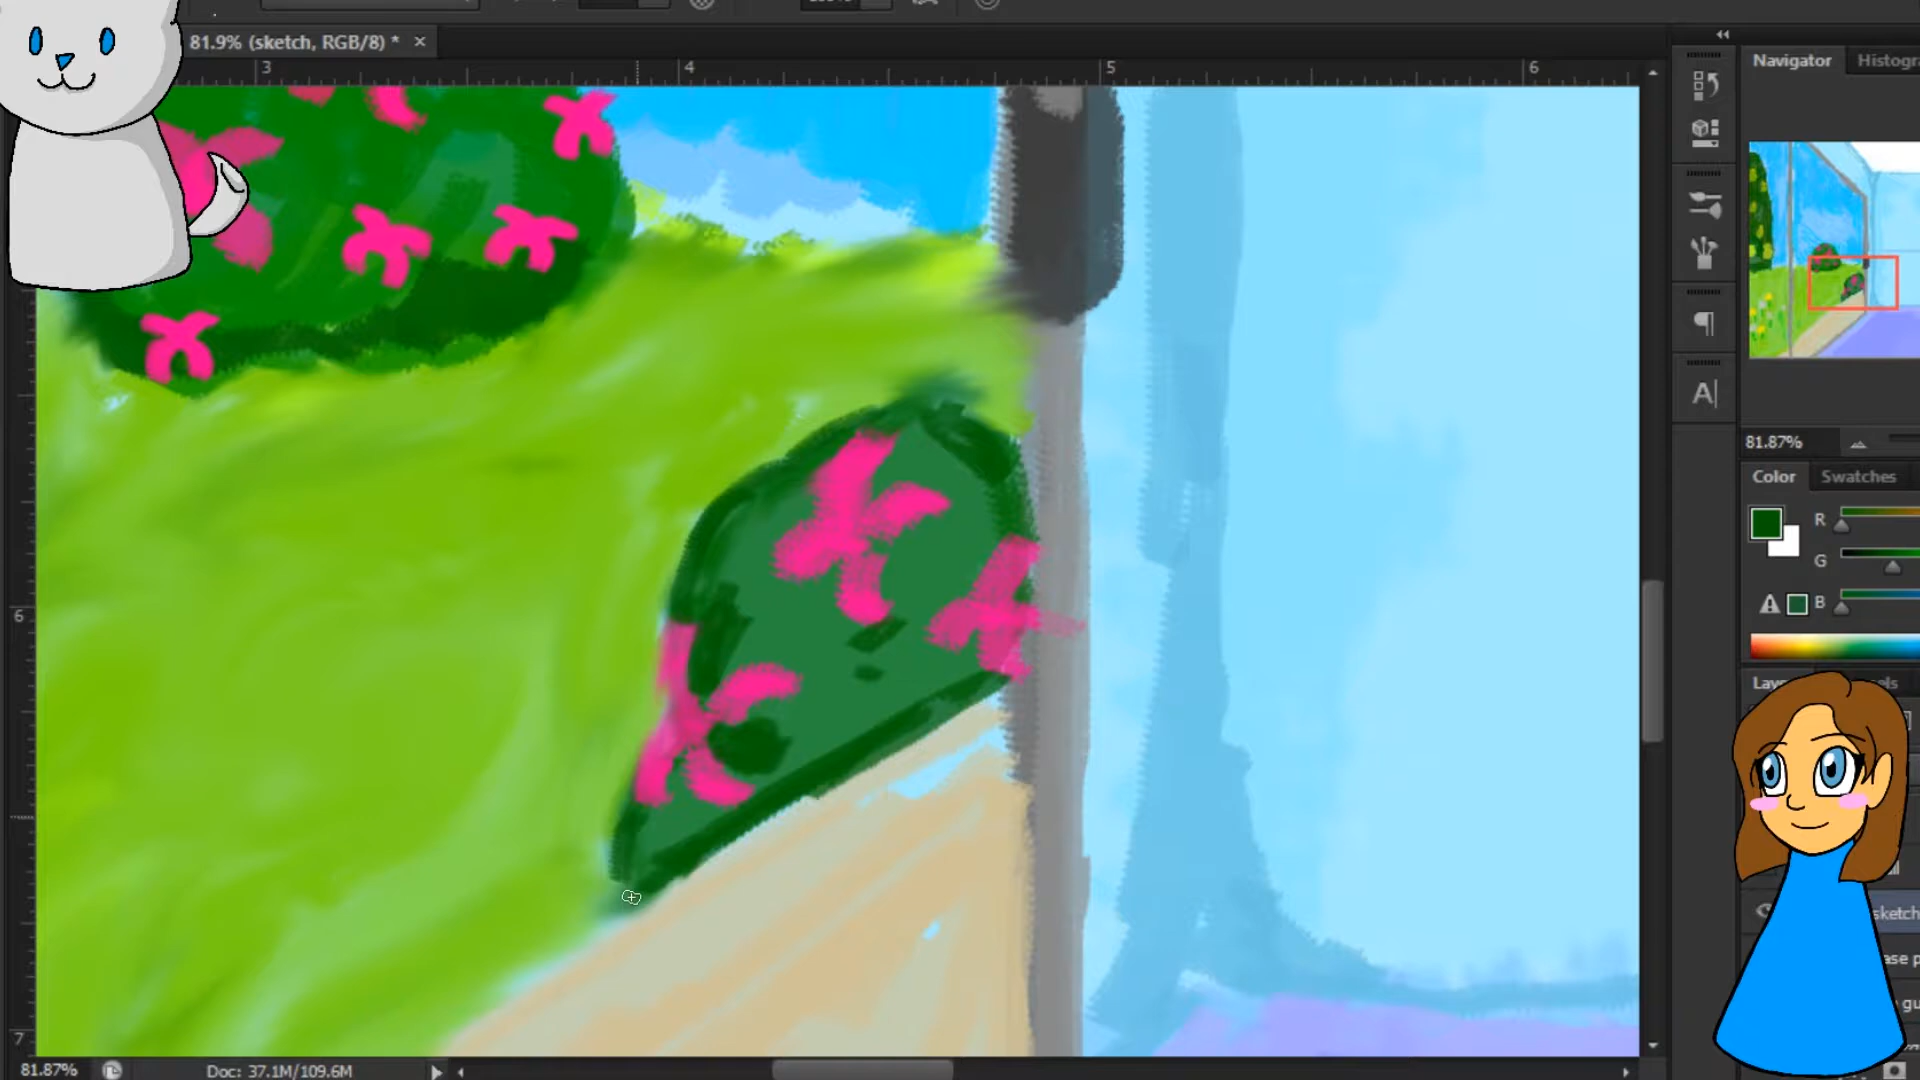 81.9% (sketch, RGB/8) * ×
3 4 5 6
Navigator Histogra
6
7
81.87%
Color Swatches
R
G
B
A|
sketch
81.87%
Doc: 37.1M/109.6M